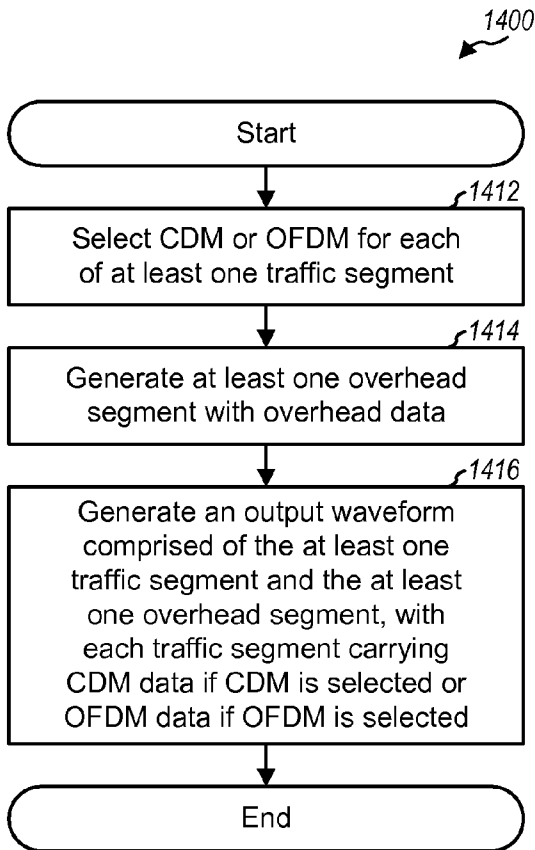 1400
Start
1412
Select CDM or OFDM for each
of at least one traffic segment
1414
Generate at least one overhead
segment with overhead data
1416
Generate an output waveform
comprised of the at least one
traffic segment and the at least
one overhead segment, with
each traffic segment carrying
CDM data if CDM is selected or
OFDM data if OFDM is selected
End